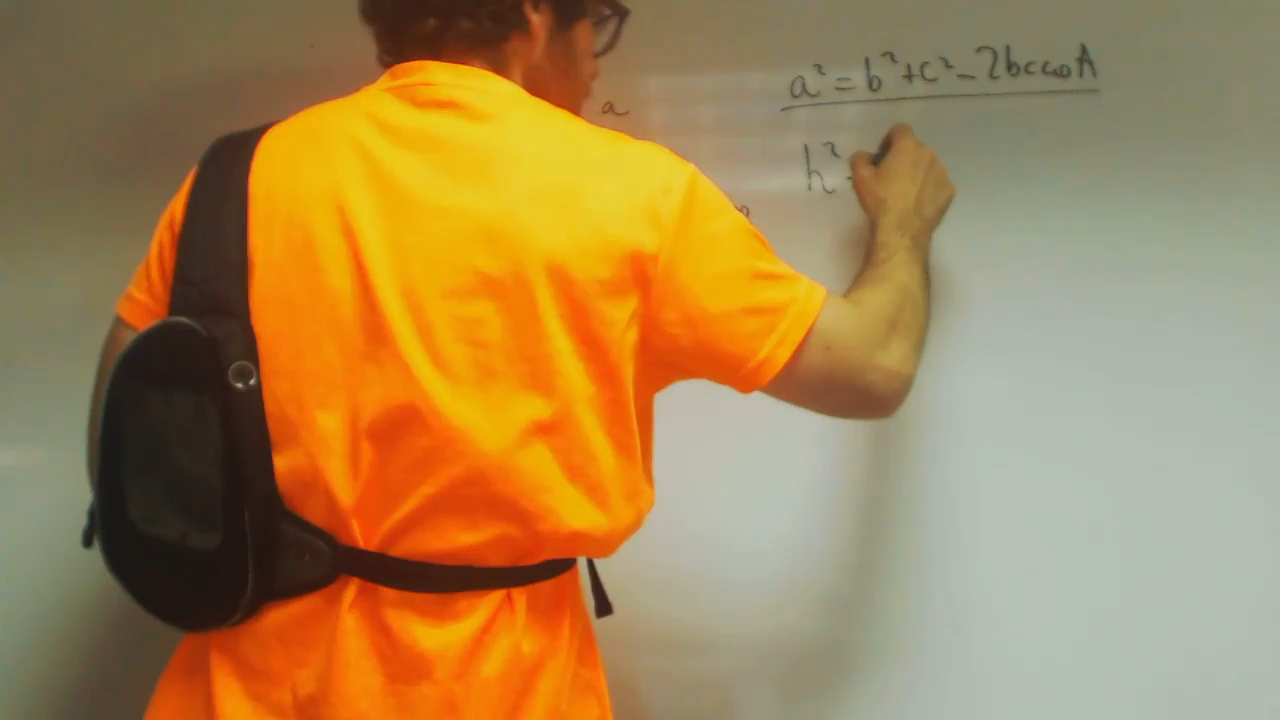 a² = b² + c² - 2bc cos A
a
h²